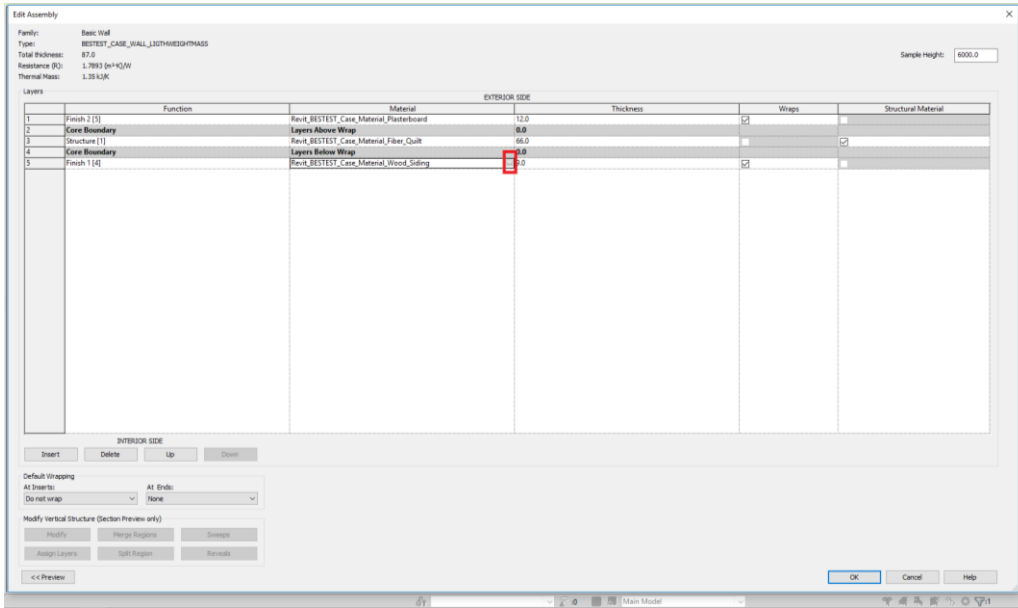 Edit Assembly
Family: Basic Wall
Type: BESTEST_CASE_WALL_LIGTHWEIGHTMASS
Total thickness: 87.0
Resistance (R): 1.7893 (m²·K)/W
Thermal Mass: 1.35 kJ/K
Sample Height: 6000.0
Layers
EXTERIOR SIDE
Function Material Thickness Wraps Structural Material
1 Finish 2 [5] Revit_BESTEST_Case_Material_Plasterboard 12.0
2 Core Boundary Layers Above Wrap 0.0
3 Structure [1] Revit_BESTEST_Case_Material_Fiber_Quilt 66.0
4 Core Boundary Layers Below Wrap 0.0
5 Finish 1 [4] Revit_BESTEST_Case_Material_Wood_Siding 9.0
INTERIOR SIDE
Insert Delete Up Down
Default Wrapping
At Inserts: At Ends:
Do not wrap None
Modify Vertical Structure (Section Preview only)
Modify Merge Regions Sweeps
Assign Layers Split Region Reveals
<< Preview OK Cancel Help
:0 Main Model :1